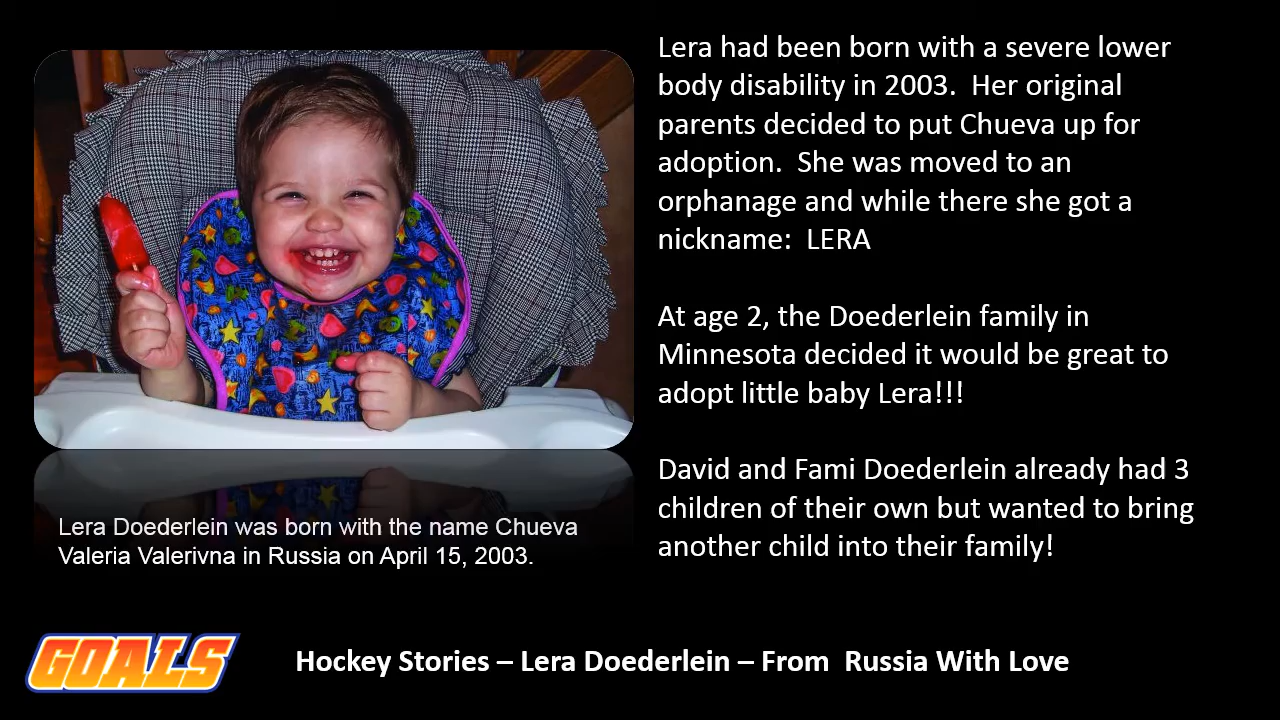 Lera had been born with a severe lower
body disability in 2003.  Her original
parents decided to put Chueva up for
adoption.  She was moved to an
orphanage and while there she got a
nickname:  LERA
At age 2, the Doederlein family in
Minnesota decided it would be great to
adopt little baby Lera!!!
David and Fami Doederlein already had 3
children of their own but wanted to bring
another child into their family!
Lera Doederlein was born with the name Chueva
Valeria Valerivna in Russia on April 15, 2003.
GOALS
Hockey Stories – Lera Doederlein – From  Russia With Love